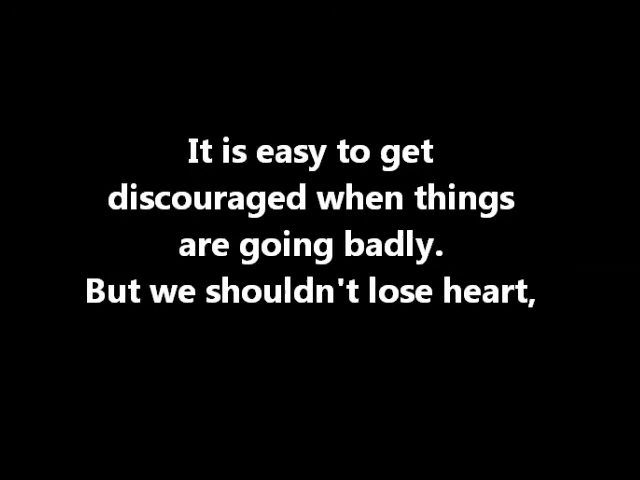 It is easy to get
discouraged when things
are going badly.
But we shouldn't lose heart,